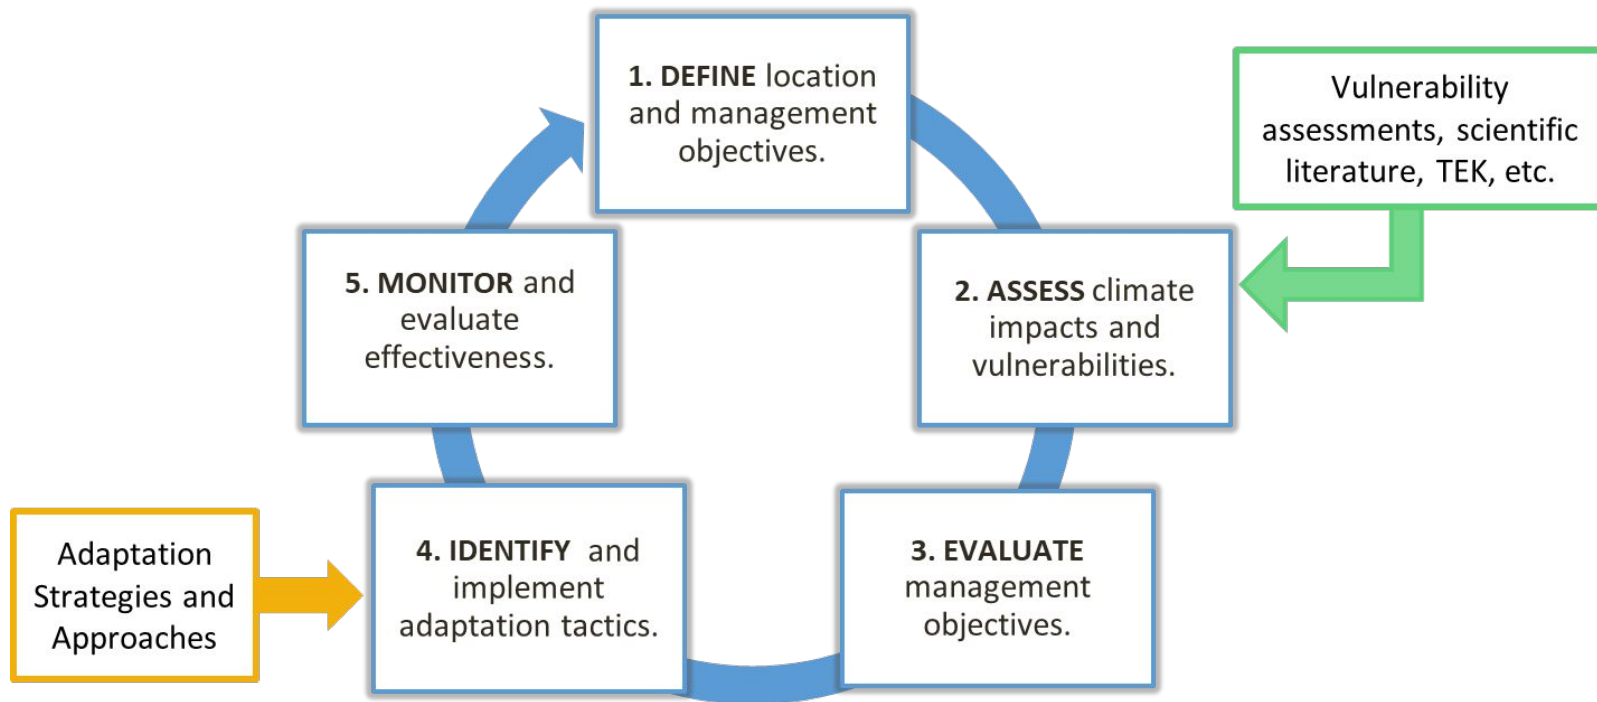 1. DEFINE location
and management
objectives.
Vulnerability
assessments, scientific
literature, TEK, etc.
2. ASSESS climate
impacts and
vulnerabilities.
3. EVALUATE
management
objectives.
4. IDENTIFY and
implement
adaptation tactics.
Adaptation
Strategies and
Approaches
5. MONITOR and
evaluate
effectiveness.